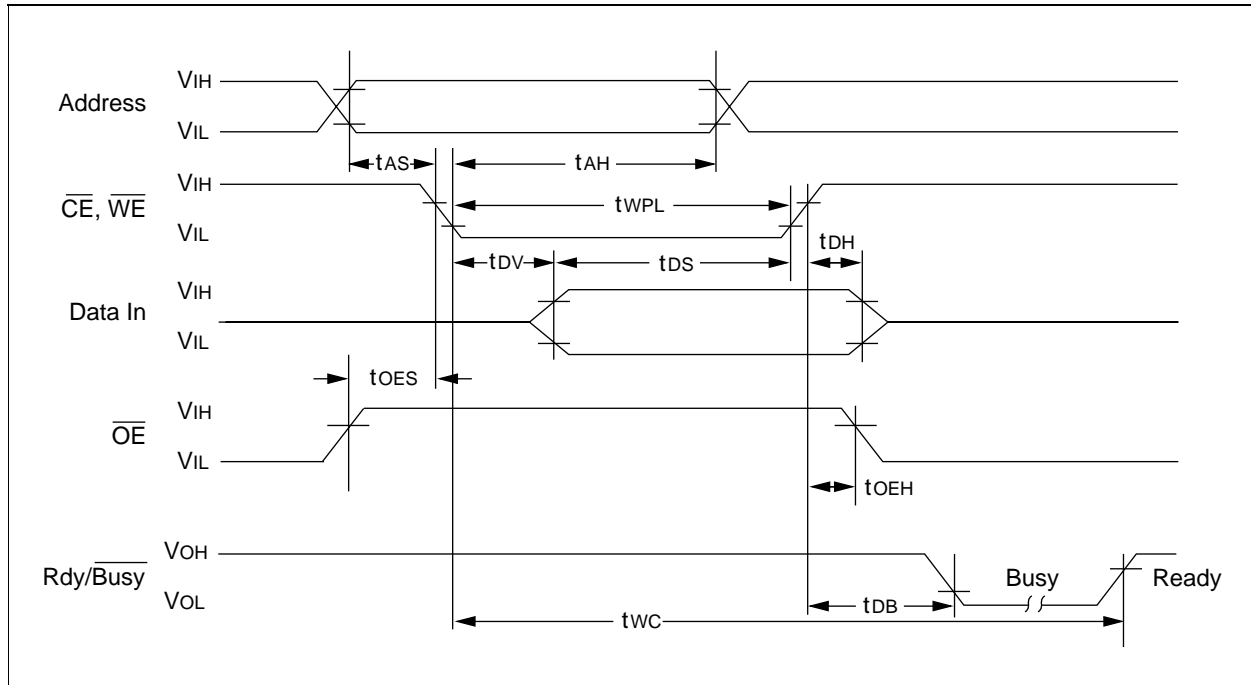 Address
VIH
VIL
tAS
tAH
CE, WE
VIH
VIL
tWPL
tDH
tDV
tDS
Data In
VIH
VIL
tOES
OE
VIH
VIL
tOEH
Rdy/Busy
VOH
VOL
Busy
Ready
tDB
tWC